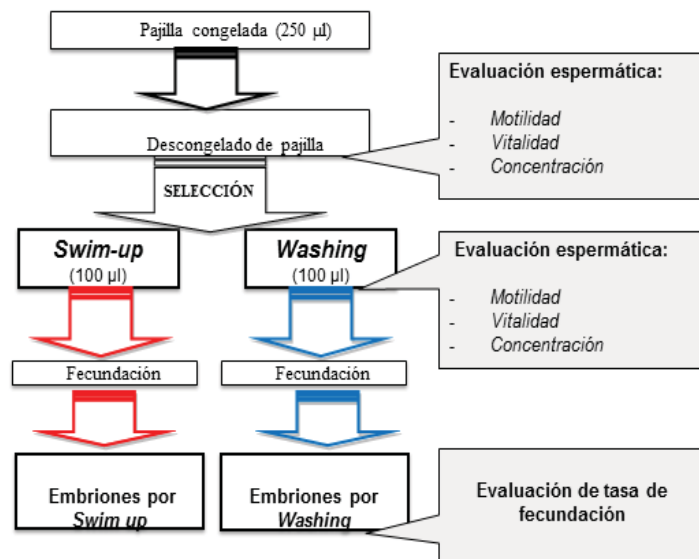 Pajilla congelada (250 µl)
Descongelado de pajilla
Evaluación espermática:
- Motilidad
- Vitalidad
- Concentración
SELECCIÓN
Swim-up
(100 µl)
Washing
(100 µl)
Evaluación espermática:
- Motilidad
- Vitalidad
- Concentración
Fecundación
Fecundación
Embriones por
Swim up
Embriones por
Washing
Evaluación de tasa de
fecundación